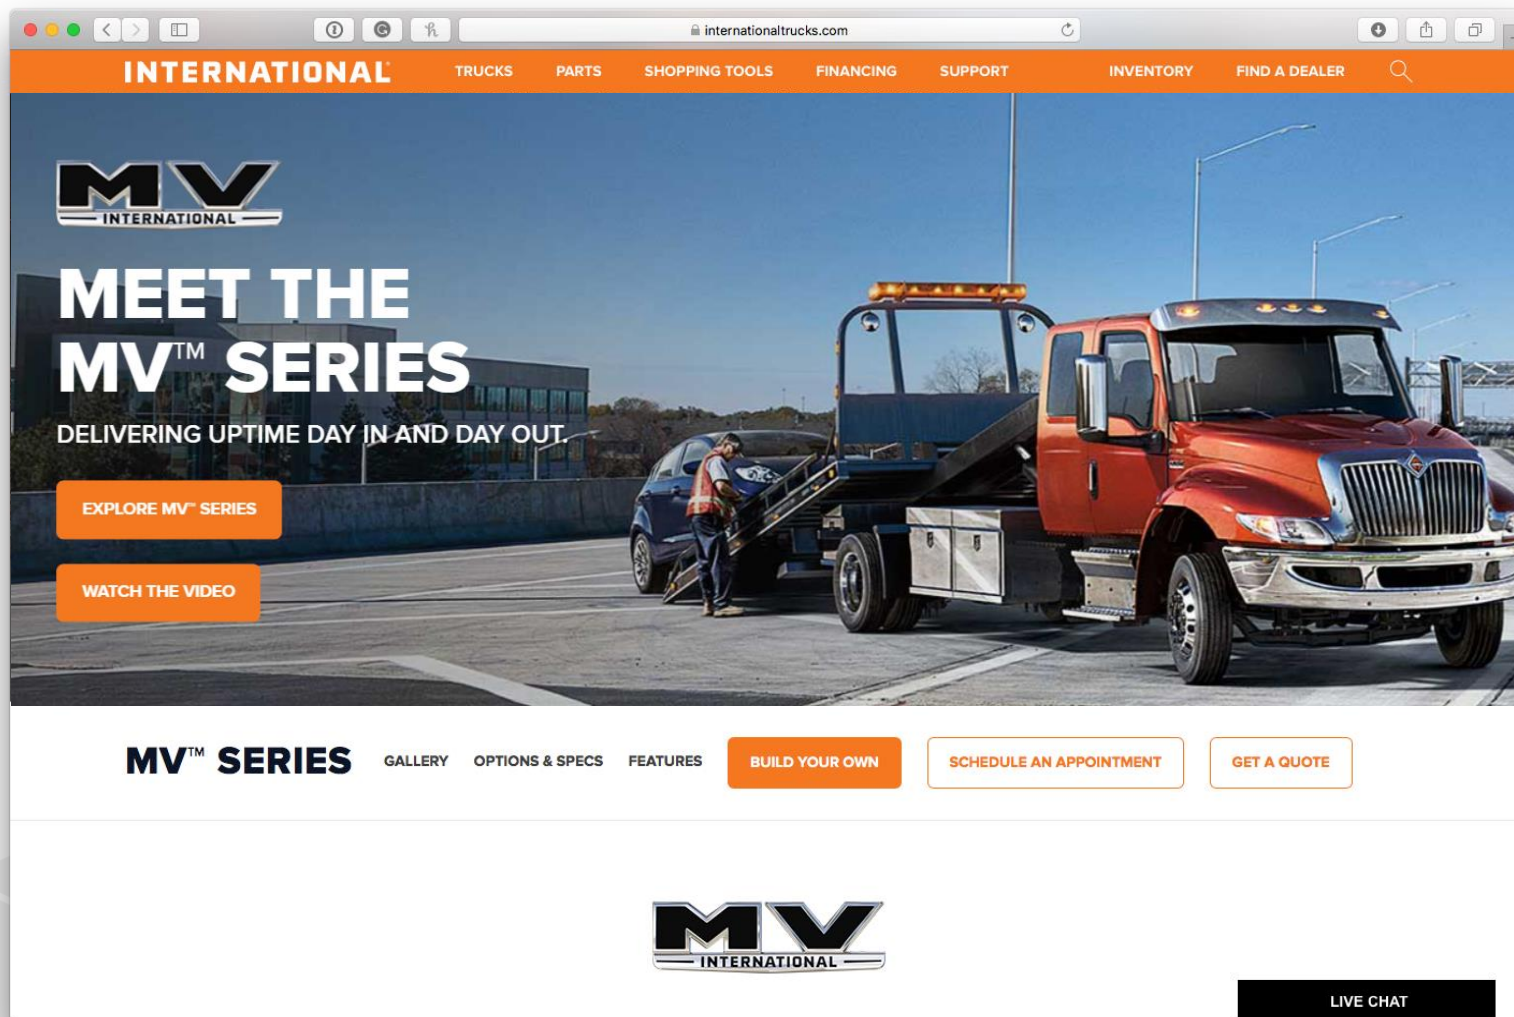 internationaltrucks.com
INTERNATIONAL
TRUCKS PARTS SHOPPING TOOLS FINANCING SUPPORT INVENTORY FIND A DEALER
MV
INTERNATIONAL
MEET THE
MV™ SERIES
DELIVERING UPTIME DAY IN AND DAY OUT.
EXPLORE MV™ SERIES
WATCH THE VIDEO
MV™ SERIES GALLERY OPTIONS & SPECS FEATURES BUILD YOUR OWN SCHEDULE AN APPOINTMENT GET A QUOTE
MV
INTERNATIONAL
LIVE CHAT